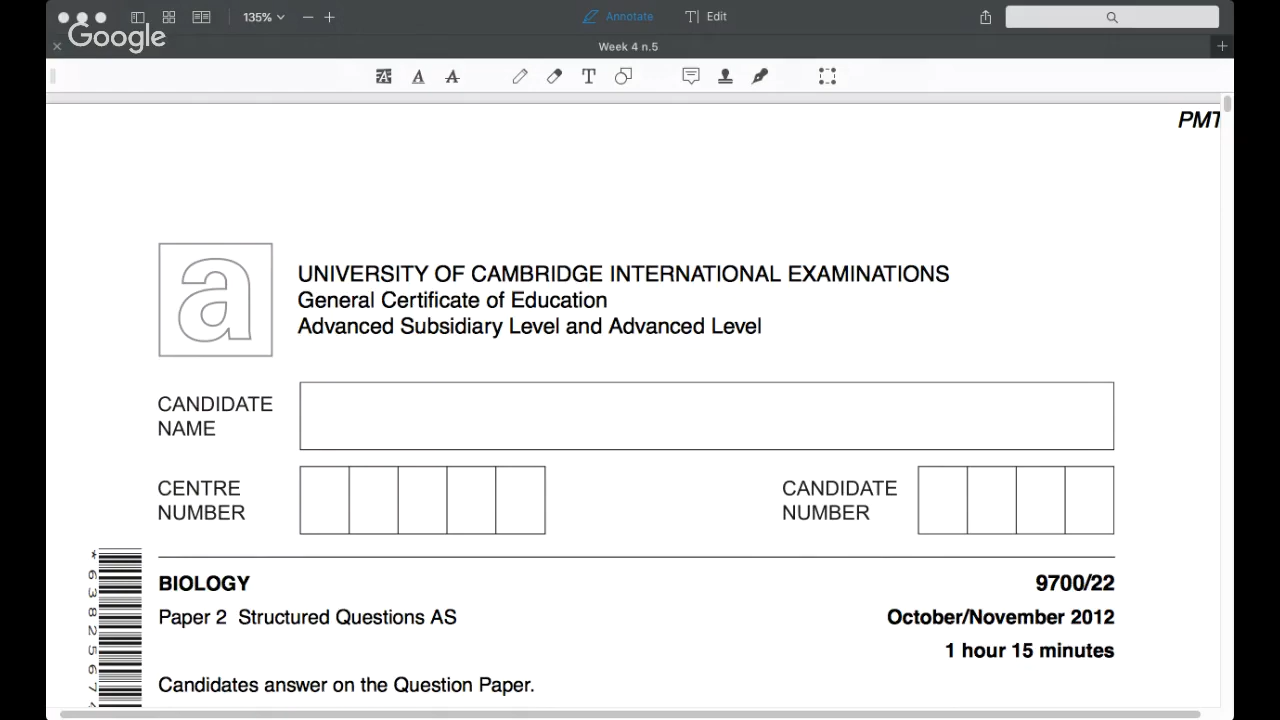 135%
Annotate
T| Edit
Google
Week 4 n.5
PMT
a
UNIVERSITY OF CAMBRIDGE INTERNATIONAL EXAMINATIONS
General Certificate of Education
Advanced Subsidiary Level and Advanced Level
CANDIDATE
NAME
CENTRE
NUMBER
CANDIDATE
NUMBER
BIOLOGY 9700/22
Paper 2 Structured Questions AS October/November 2012
1 hour 15 minutes
Candidates answer on the Question Paper.
*6382567